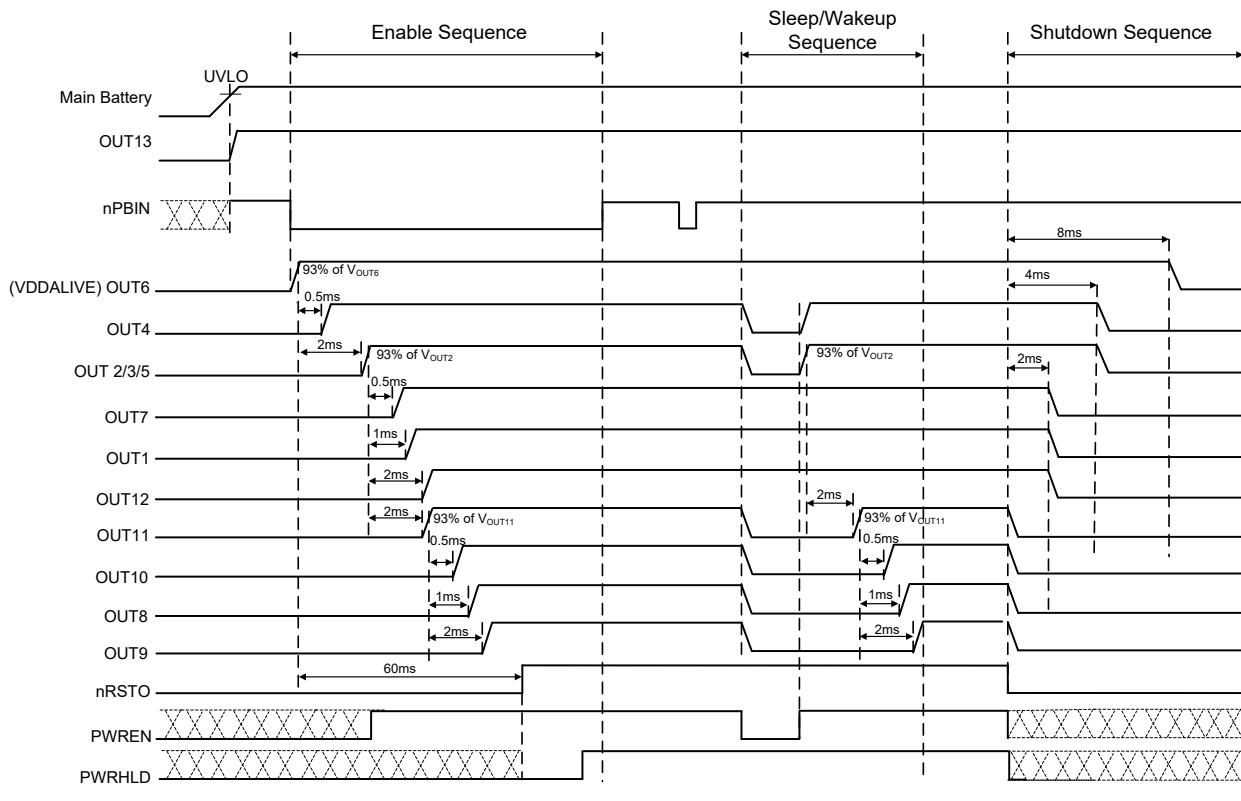 Enable Sequence
Sleep/Wakeup
Sequence
Shutdown Sequence
UVLO
Main Battery
OUT13
nPBIN
8ms
93% of VOUT6
(VDDALIVE) OUT6
4ms
0.5ms
OUT4
2ms
93% of VOUT2
93% of VOUT2
2ms
OUT 2/3/5
0.5ms
OUT7
1ms
OUT1
2ms
OUT12
2ms
2ms
93% of VOUT11
93% of VOUT11
OUT11
0.5ms
0.5ms
OUT10
1ms
1ms
OUT8
2ms
2ms
OUT9
60ms
nRSTO
PWREN
PWRHLD